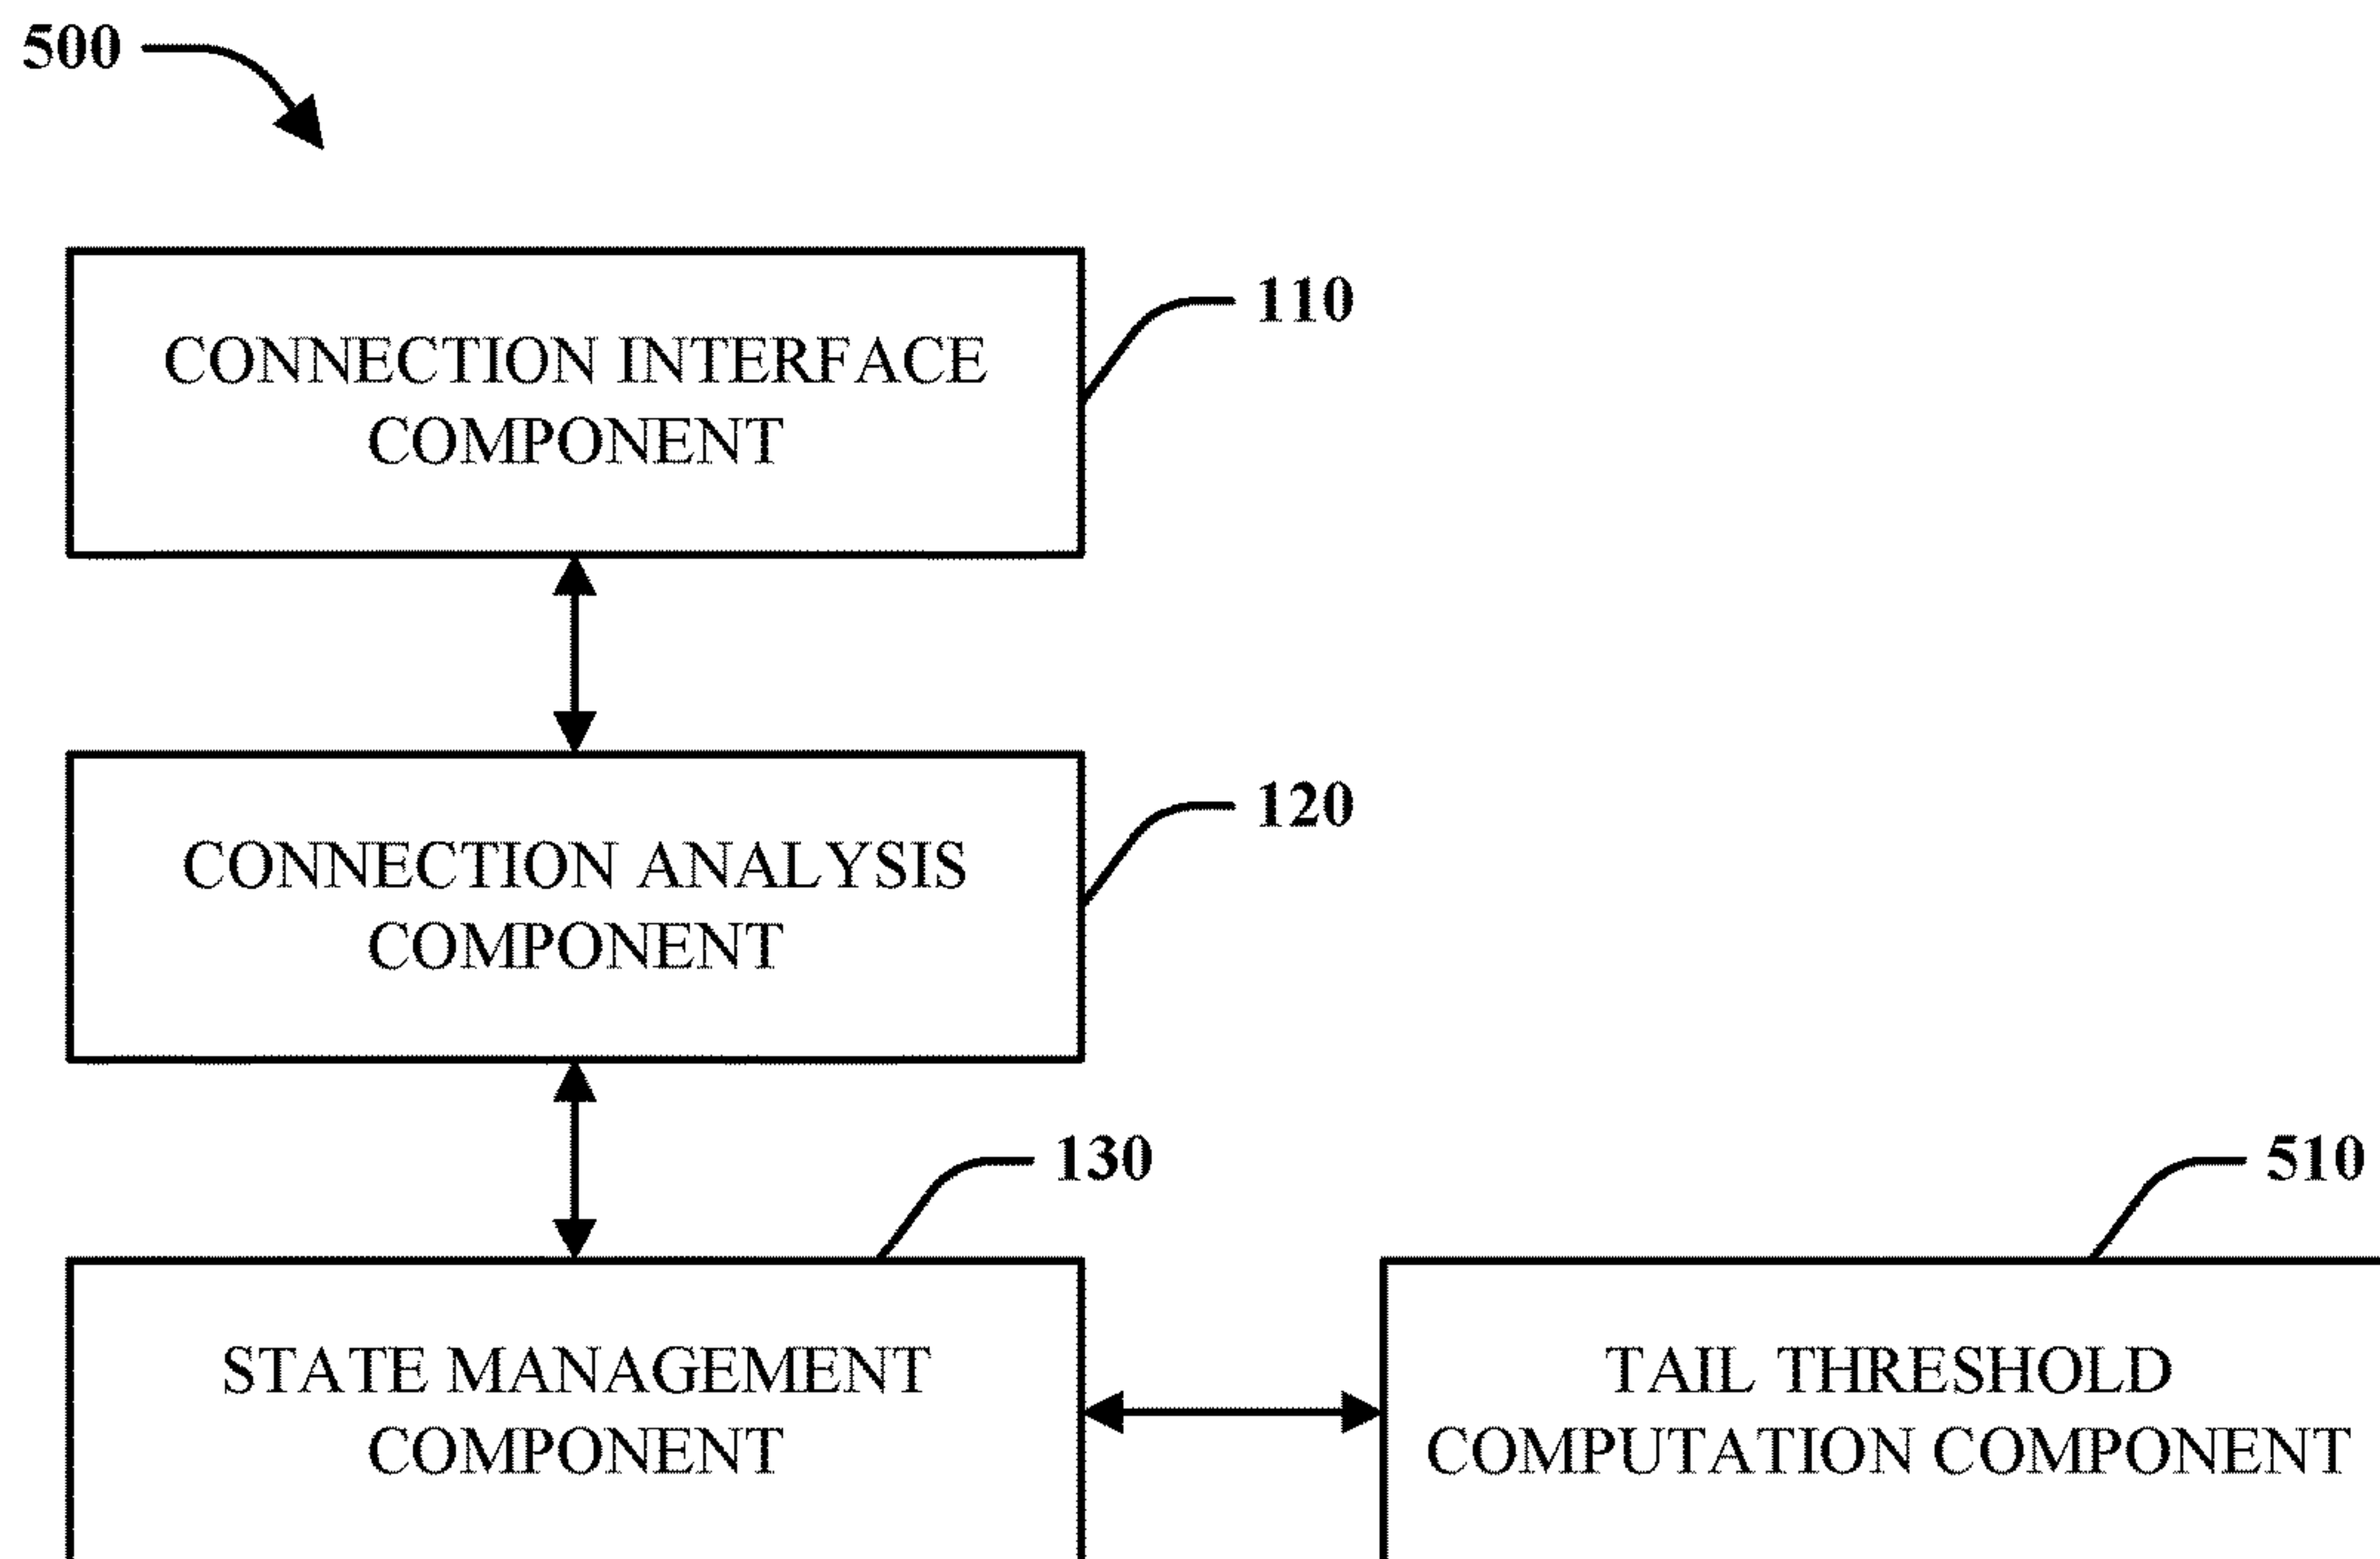 500
CONNECTION INTERFACE
COMPONENT
110
CONNECTION ANALYSIS
COMPONENT
120
130
STATE MANAGEMENT
COMPONENT
510
TAIL THRESHOLD
COMPUTATION COMPONENT